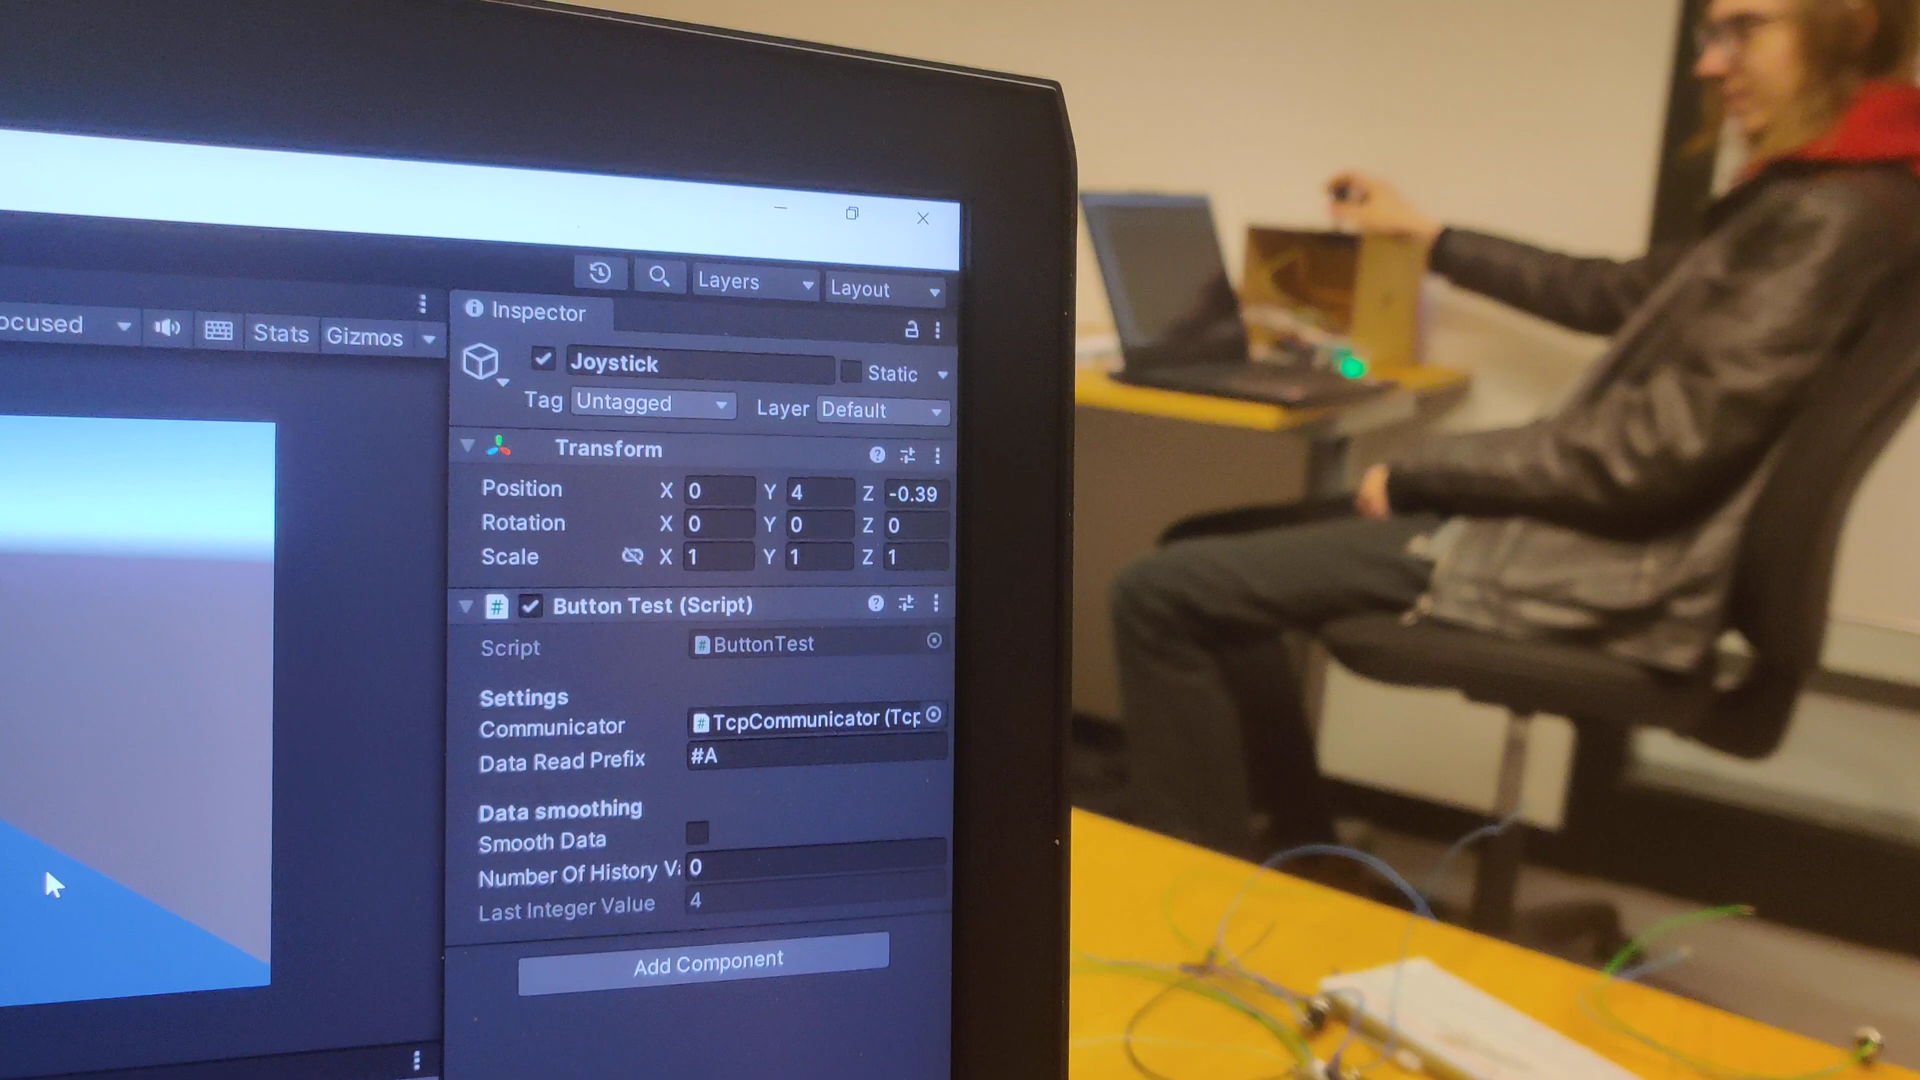 Layers
Layout
Inspector
ocused
Stats
Gizmos
Joystick
Static
Tag
Untagged
Layer
Default
Transform
Position X 0 Y 4 Z -0.39
Rotation X 0 Y 0 Z 0
Scale X 1 Y 1 Z 1
# Button Test (Script)
Script # ButtonTest
Settings
Communicator # TcpCommunicator (Tcp
Data Read Prefix #A
Data smoothing
Smooth Data
Number Of History V 0
Last Integer Value 4
Add Component